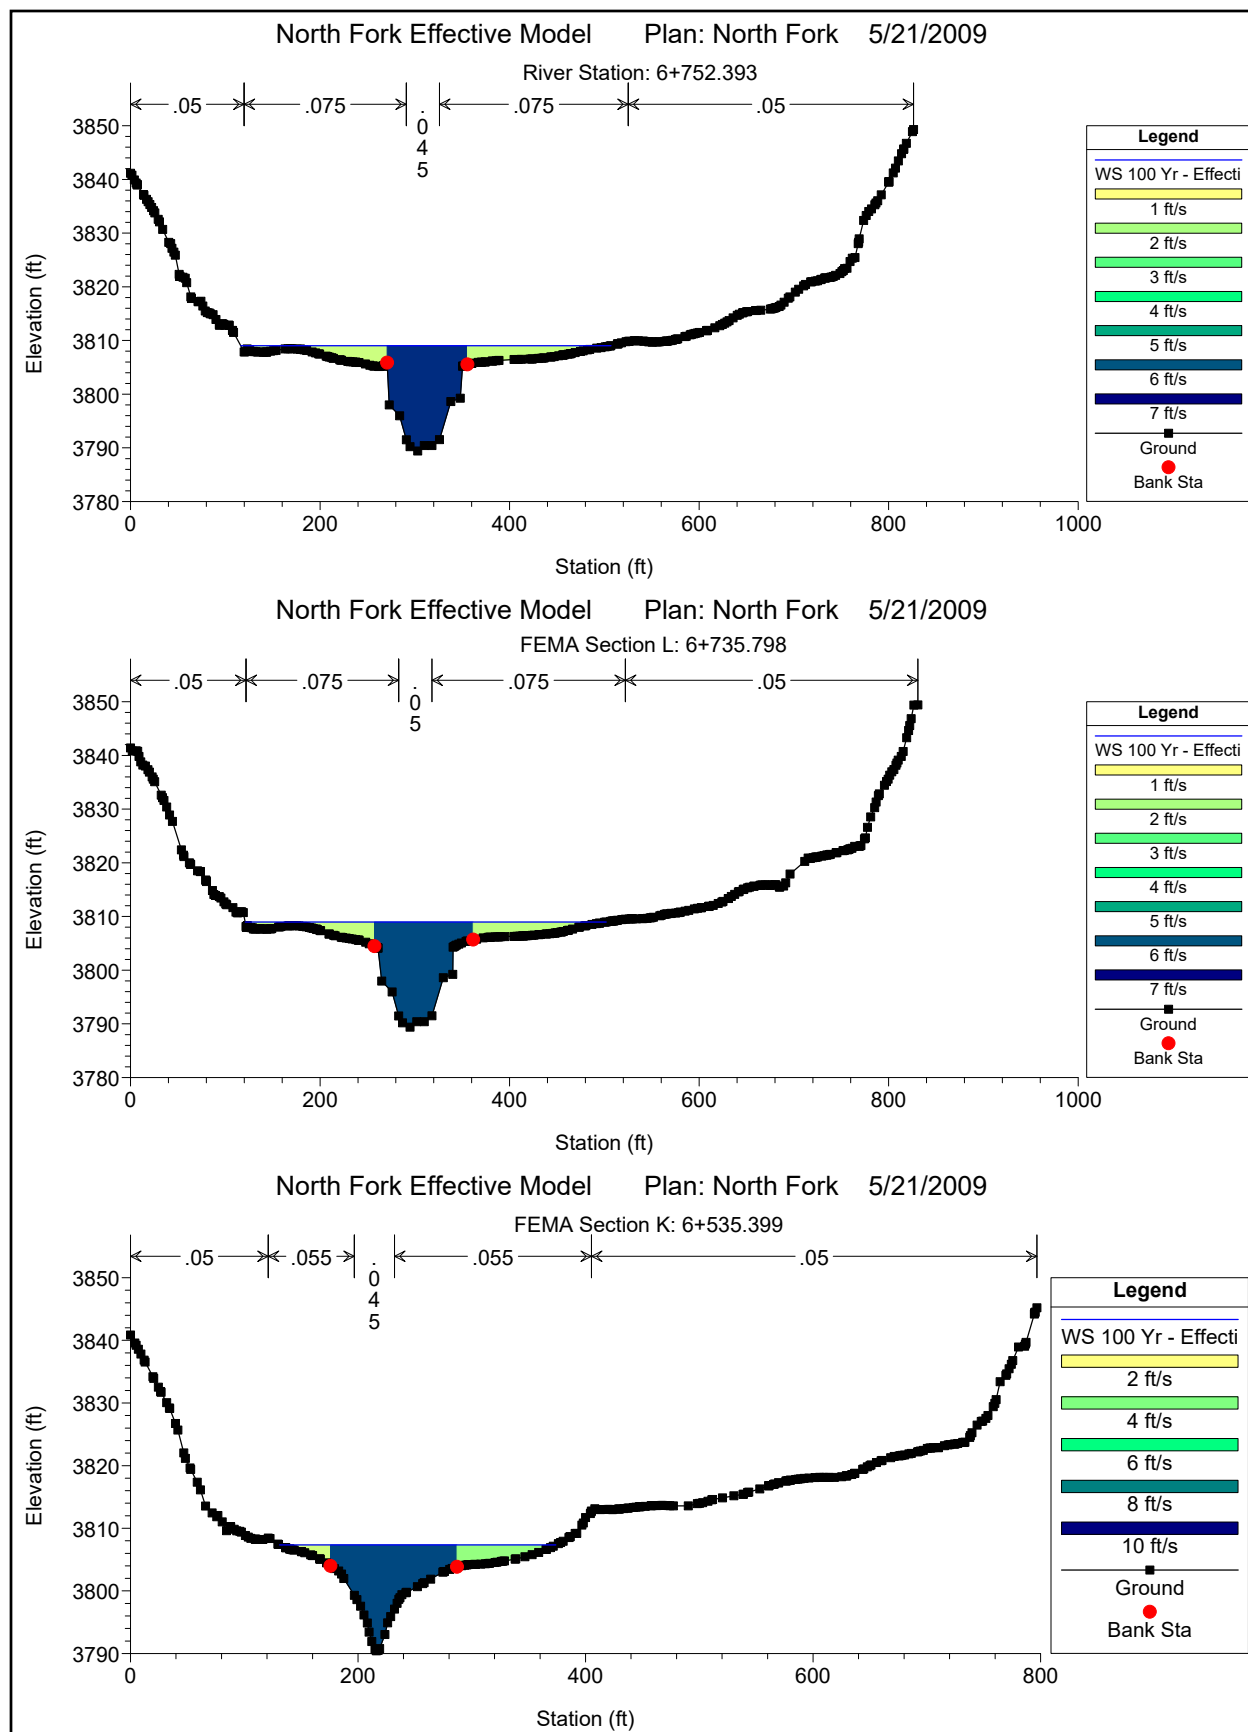 North Fork Effective Model Plan: North Fork 5/21/2009
River Station: 6+752.393
.05 .075 .045 .075 .05
3850
3840
3830
3820
3810
3800
3790
3780
0 200 400 600 800 1000
Station (ft)
Elevation (ft)
Legend
WS 100 Yr - Effecti
1 ft/s
2 ft/s
3 ft/s
4 ft/s
5 ft/s
6 ft/s
7 ft/s
Ground
Bank Sta
North Fork Effective Model Plan: North Fork 5/21/2009
FEMA Section L: 6+735.798
.05 .075 .05 .075 .05
3850
3840
3830
3820
3810
3800
3790
3780
0 200 400 600 800 1000
Station (ft)
Elevation (ft)
Legend
WS 100 Yr - Effecti
1 ft/s
2 ft/s
3 ft/s
4 ft/s
5 ft/s
6 ft/s
7 ft/s
Ground
Bank Sta
North Fork Effective Model Plan: North Fork 5/21/2009
FEMA Section K: 6+535.399
.05 .055 .045 .055 .05
3850
3840
3830
3820
3810
3800
3790
0 200 400 600 800
Station (ft)
Elevation (ft)
Legend
WS 100 Yr - Effecti
2 ft/s
4 ft/s
6 ft/s
8 ft/s
10 ft/s
Ground
Bank Sta